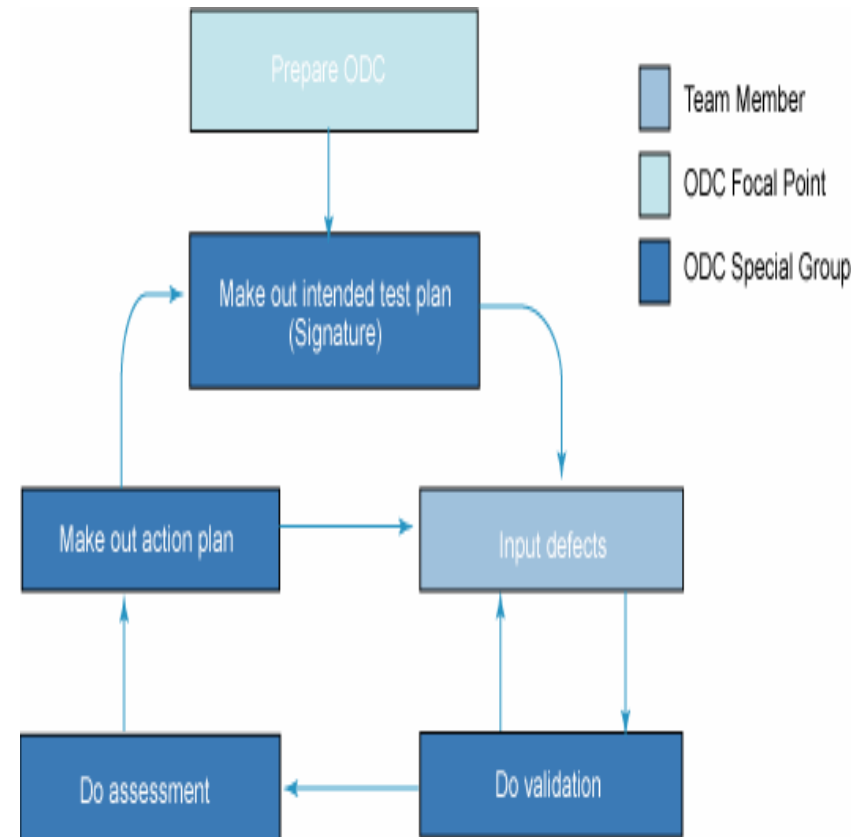 Prepare ODC
Team Member
ODC Focal Point
ODC Special Group
Make out intended test plan
(Signature)
Make out action plan
Input defects
Do assessment
Do validation